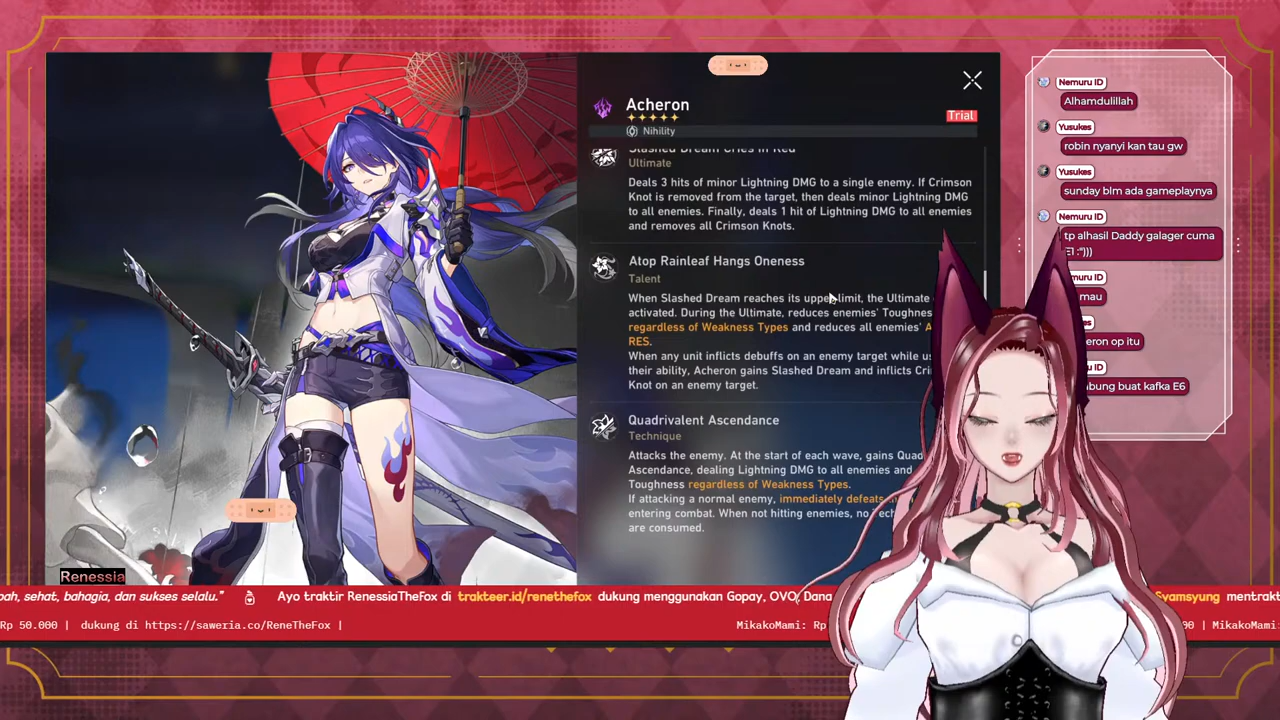 Acheron
Trial
Nihility
Slashed Dream Cries in Red
Ultimate
Deals 3 hits of minor Lightning DMG to a single enemy. If Crimson
Knot is removed from the target, then deals minor Lightning DMG
to all enemies. Finally, deals 1 hit of Lightning DMG to all enemies
and removes all Crimson Knots.
Atop Rainleaf Hangs Oneness
Talent
When Slashed Dream reaches its upper limit, the Ultimate
activated. During the Ultimate, reduces enemies' Toughness
regardless of Weakness Types and reduces all enemies'
RES.
When any unit inflicts debuffs on an enemy target while
their ability, Acheron gains Slashed Dream and inflicts
Knot on an enemy target.
Quadrivalent Ascendance
Technique
Attacks the enemy. At the start of each wave, gains
Ascendance, dealing Lightning DMG to all enemies and
Toughness regardless of Weakness Types.
If attacking a normal enemy, immediately defeats
entering combat. When not hitting enemies, no
are consumed.
Nemuru ID
Alhamdulillah
Yusukes
robin nyanyi kan tau gw
Yusukes
sunday blm ada gameplaynya
Nemuru ID
tp alhasil Daddy galager cuma
E1 :")))
muru ID
mau
es
eron op itu
ID
bung buat kafka E6
Renessia
sehat, bahagia, dan sukses selalu."
Ayo traktir RenessiaTheFox di trakteer.id/renethefox dukung menggunakan Gopay, OVO, Dana
Syamsyung mentrakt
Rp 50.000 | dukung di https://saweria.co/ReneTheFox |
MikakoMami: Rp
00 | MikakoMami: